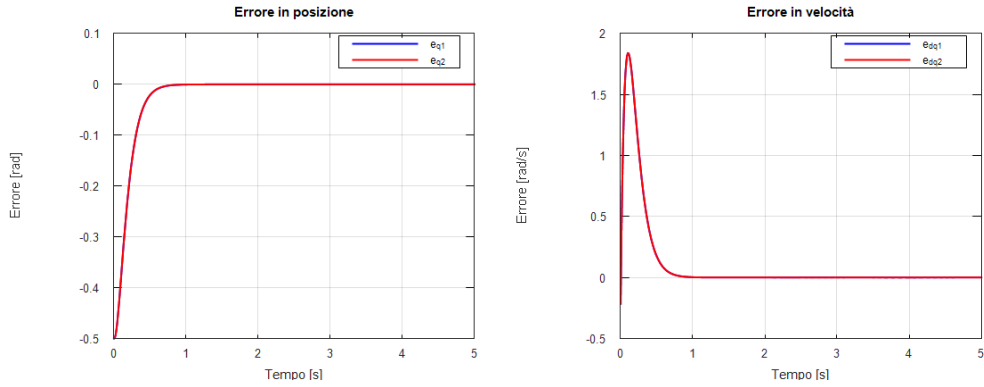 Errore in posizione
0.1
0
-0.1
-0.2
-0.3
-0.4
-0.5
0 1 2 3 4 5
Errore [rad]
Tempo [s]
eq1
eq2
Errore in velocità
2
1.5
1
0.5
0
-0.5
0 1 2 3 4 5
Errore [rad/s]
Tempo [s]
edq1
edq2